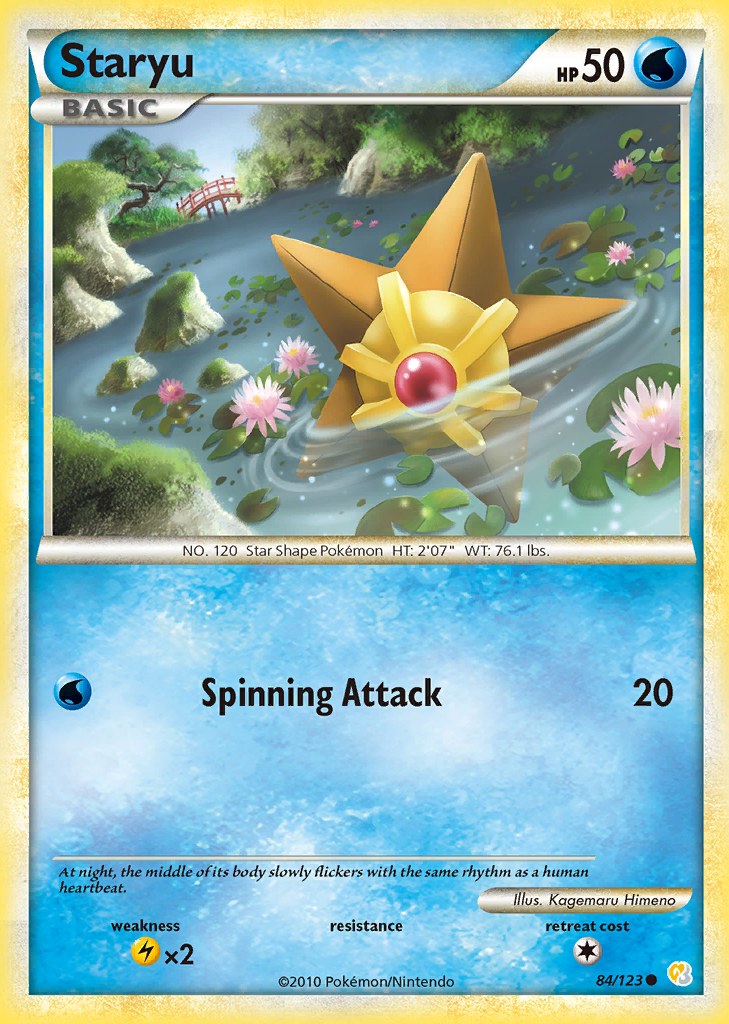 Staryu
HP 50
BASIC
NO. 120 Star Shape Pokémon HT: 2'07" WT: 76.1 lbs.
Spinning Attack 20
At night, the middle of its body slowly flickers with the same rhythm as a human
heartbeat.
Illus. Kagemaru Himeno
weakness resistance retreat cost
×2
©2010 Pokémon/Nintendo
84/123